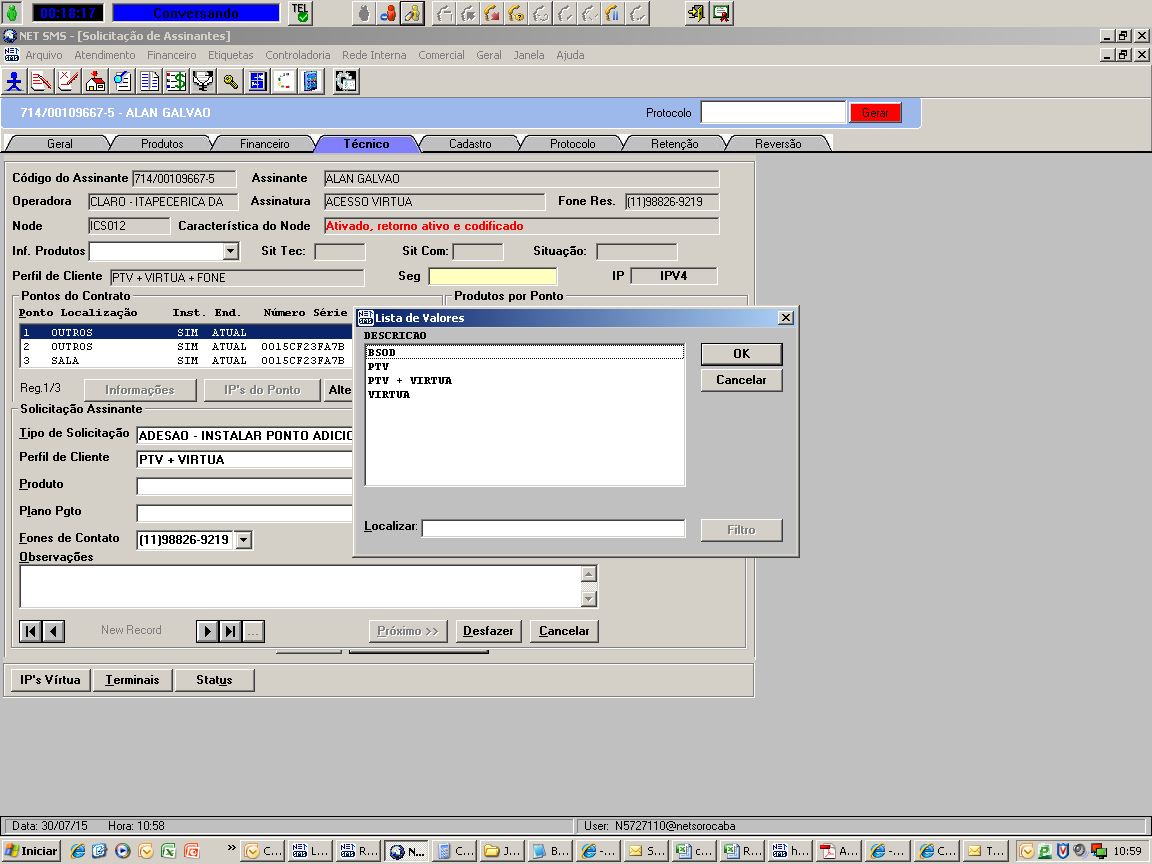 00:18:17 Conversando TEL
NET SMS - [Solicitação de Assinantes]
NET SMS Arquivo Atendimento Financeiro Etiquetas Controladoria Rede Interna Comercial Geral Janela Ajuda
714/00109667-5 - ALAN GALVAO Protocolo Gerar
Geral Produtos Financeiro Técnico Cadastro Protocolo Retenção Reversão
Código do Assinante 714/00109667-5 Assinante ALAN GALVAO
Operadora CLARO - ITAPECERICA DA Assinatura ACESSO VIRTUA Fone Res. (11)98826-9219
Node ICS012 Característica do Node Ativado, retorno ativo e codificado
Inf. Produtos Sit Tec: Sit Com: Situação:
Perfil de Cliente PTV + VIRTUA + FONE Seg IP IPV4
Pontos do Contrato Produtos por Ponto
Ponto Localização Inst. End. Número Série
1 OUTROS SIM ATUAL
2 OUTROS SIM ATUAL 0015CF23FA7B
3 SALA SIM ATUAL 0015CF23FA7B
Reg.1/3 Informações IP's do Ponto Alte
Solicitação Assinante
Tipo de Solicitação ADESAO - INSTALAR PONTO ADICIO
Perfil de Cliente PTV + VIRTUA
Produto
Plano Pgto
Fones de Contato (11)98826-9219
Observações
New Record ... Próximo >> Desfazer Cancelar
IP's Vírtua Terminais Status
NET SMS Lista de Valores
DESCRICAO
BSOD
PTV
PTV + VIRTUA
VIRTUA
OK
Cancelar
Localizar: Filtro
Data: 30/07/15 Hora: 10:58 User: N5727110@netsorocaba
Iniciar » C... L... R... N... C... J... B... -... S... c... R... h... A... -... C... T... 10:59